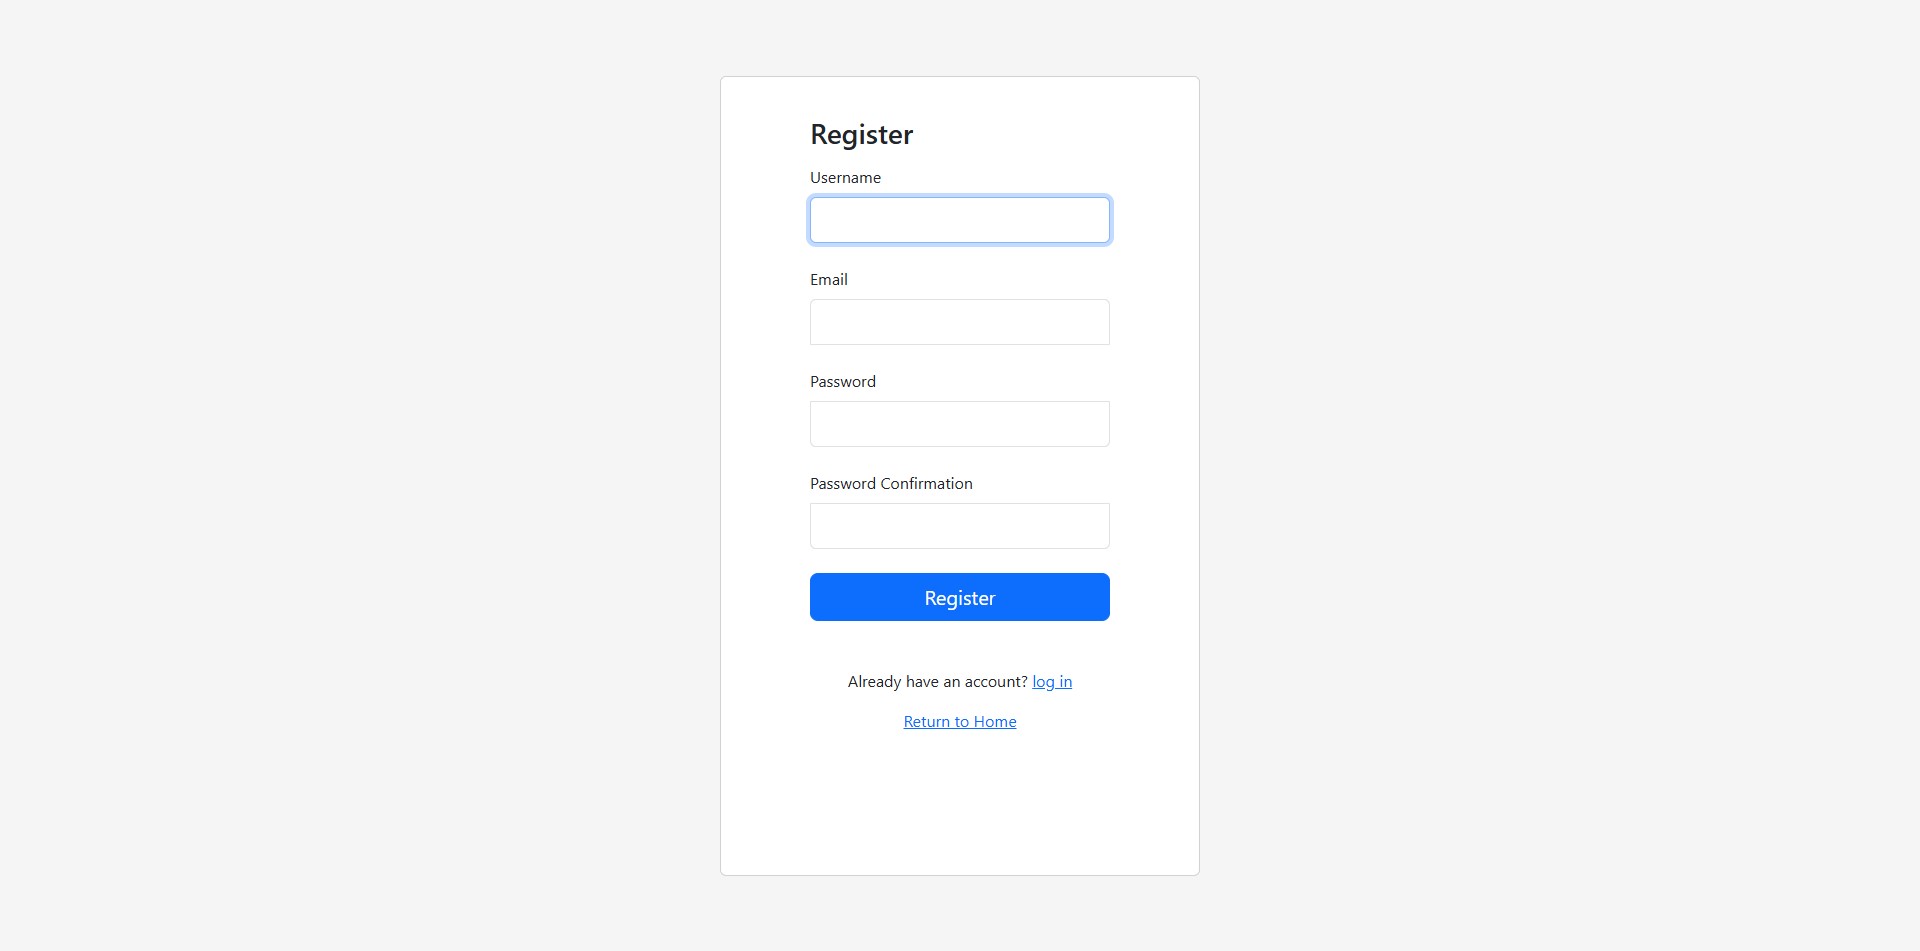 Register
Username
Email
Password
Password Confirmation
Register
Already have an account? log in
Return to Home